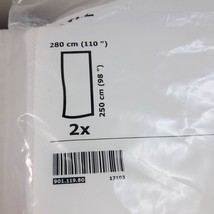 280 cm (110 ")
250 cm (98 ")
2x
901.119.80
17103